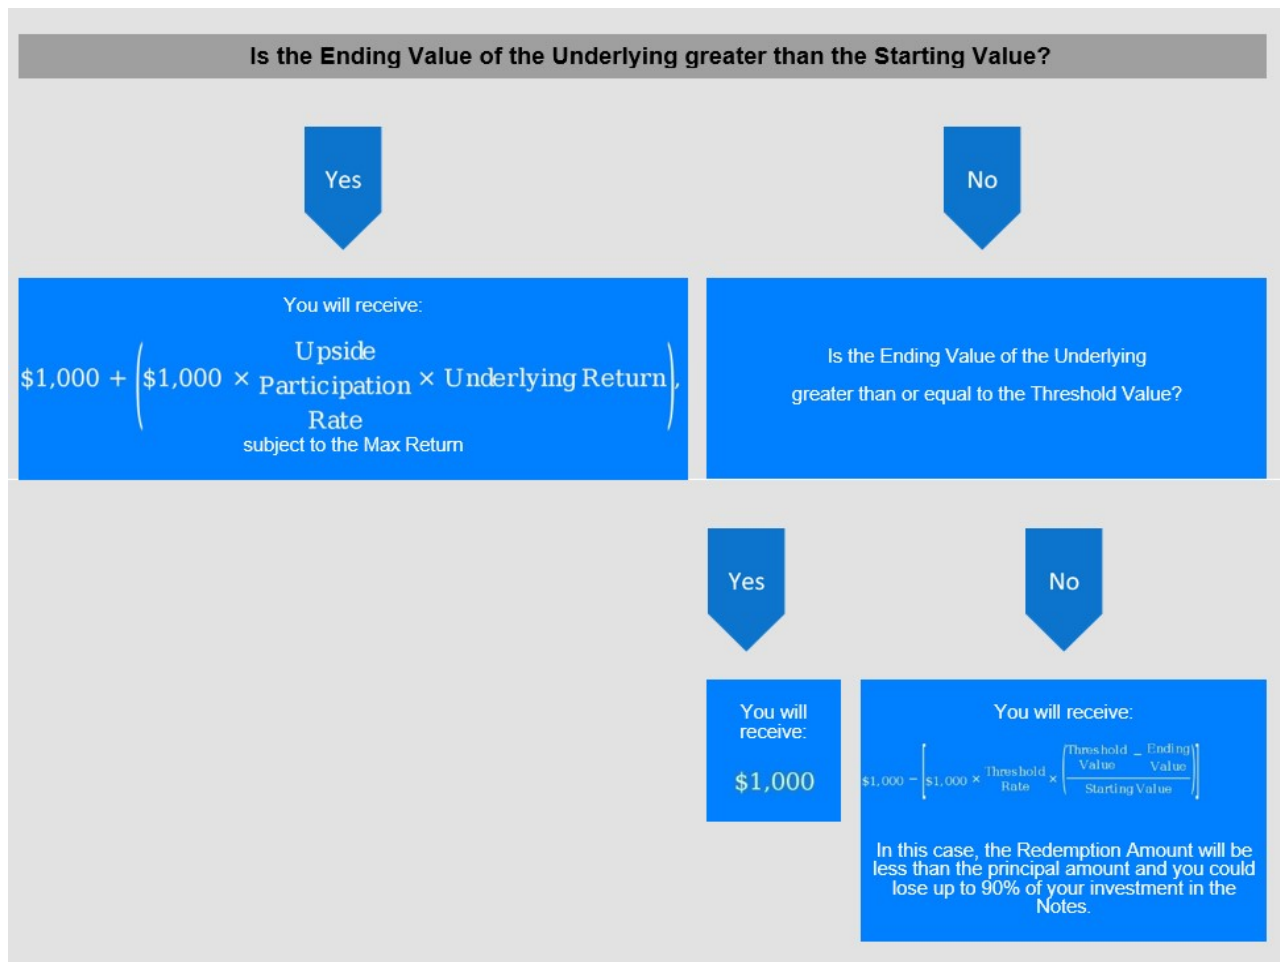 Is the Ending Value of the Underlying greater than the Starting Value?
Yes
No
You will receive:
$1,000 + ($1,000 × Upside Participation Rate × Underlying Return),
subject to the Max Return
Is the Ending Value of the Underlying
greater than or equal to the Threshold Value?
Yes
No
You will
receive:
$1,000
You will receive:
$1,000 − [$1,000 × Threshold Rate × (Threshold Value − Ending Value / Starting Value)]
In this case, the Redemption Amount will be
less than the principal amount and you could
lose up to 90% of your investment in the
Notes.